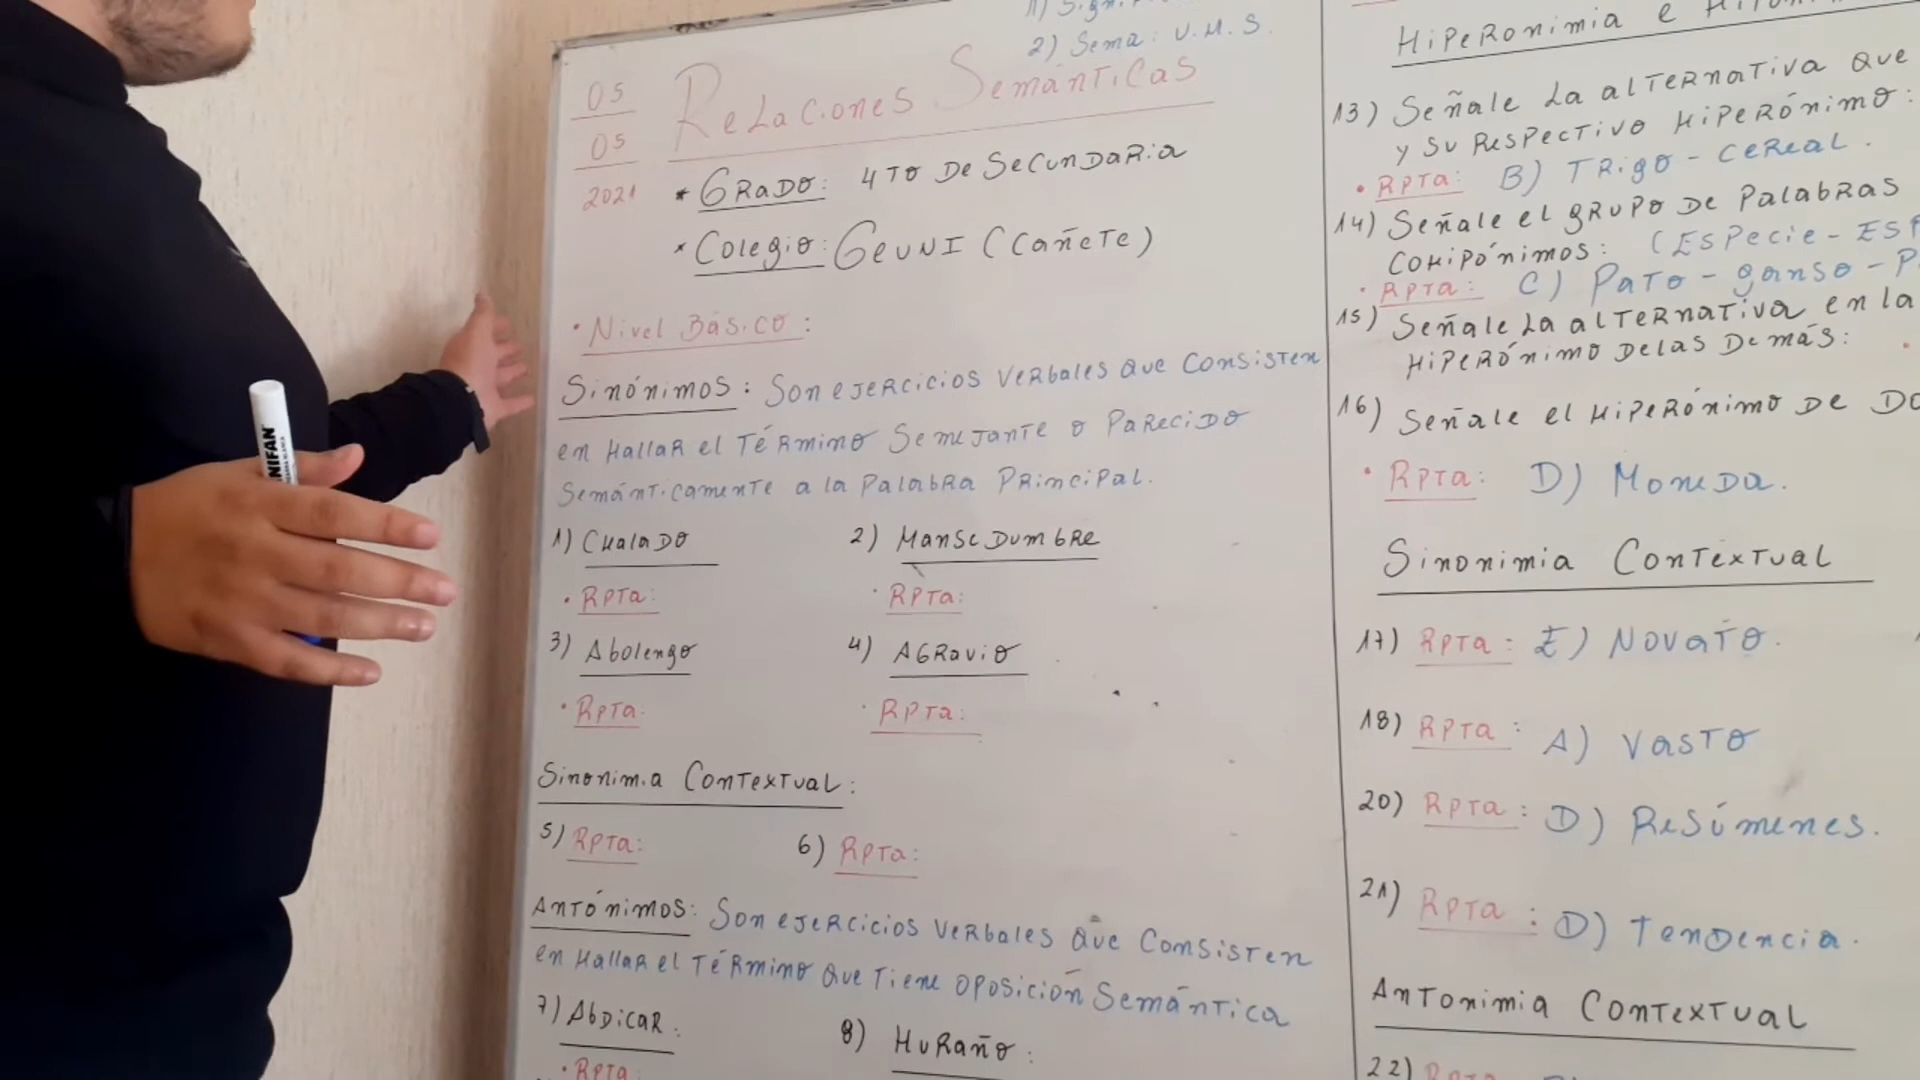 2) Sema: U.M.S.
05
05
2021
Relaciones Semánticas
* Grado: 4to de Secundaria
* Colegio: Geuni (Cañete)
• Nivel Básico:
Sinónimos: Son ejercicios verbales que consisten
en hallar el término semejante o parecido
semánticamente a la palabra principal.
1) Chalado
2) Mansedumbre
• Rpta:
• Rpta:
3) Abolengo
4) Agravio
• Rpta:
• Rpta:
Sinonimia Contextual:
5) Rpta:
6) Rpta:
Antónimos: Son ejercicios verbales que consisten
en hallar el término que tiene oposición semántica
7) Abdicar:
8) Huraño:
• Rpta
Hiperonimia e
13) Señale la alternativa que
y su respectivo hiperónimo:
• Rpta: B) Trigo - cereal.
14) Señale el grupo de palabras
cohipónimos: (Especie - Esp
• Rpta: C) Pato - ganso - P
15) Señale la alternativa en la
hiperónimo de las demás:
16) Señale el hiperónimo de
• Rpta: D) Moneda.
Sinonimia Contextual
17) Rpta: E) Novato.
18) Rpta: A) Vasto
20) Rpta: D) Resúmenes.
21) Rpta: D) Tendencia.
Antonimia Contextual
22) Rpta
NIFAN